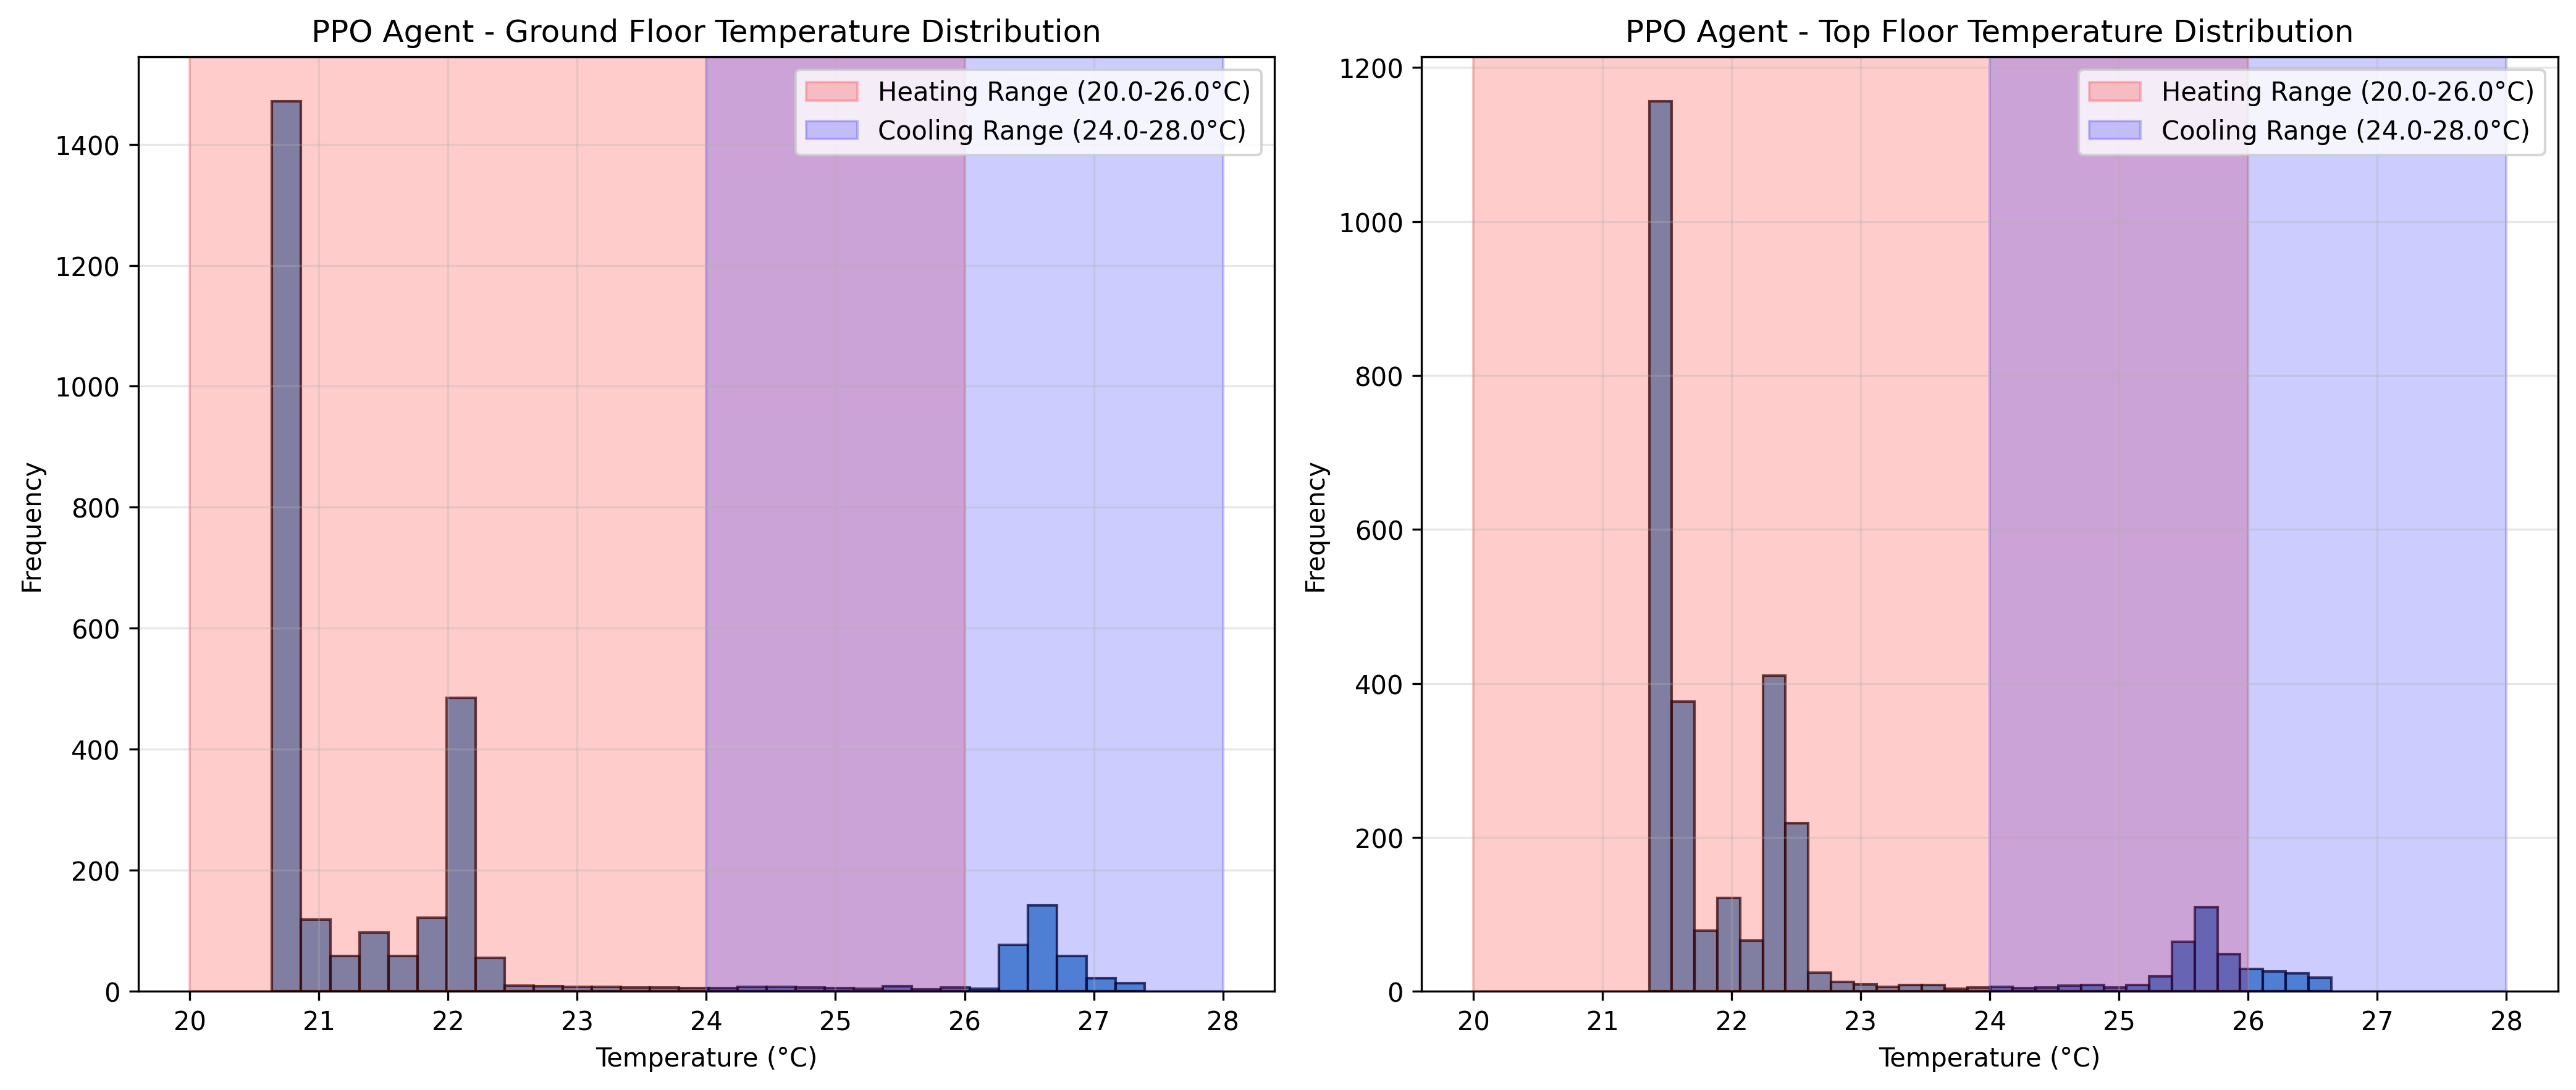 PPO Agent - Ground Floor Temperature Distribution
Heating Range (20.0-26.0°C)
Cooling Range (24.0-28.0°C)
1400
1200
1000
800
600
400
200
0
Frequency
20 21 22 23 24 25 26 27 28
Temperature (°C)
PPO Agent - Top Floor Temperature Distribution
Heating Range (20.0-26.0°C)
Cooling Range (24.0-28.0°C)
1200
1000
800
600
400
200
0
Frequency
20 21 22 23 24 25 26 27 28
Temperature (°C)